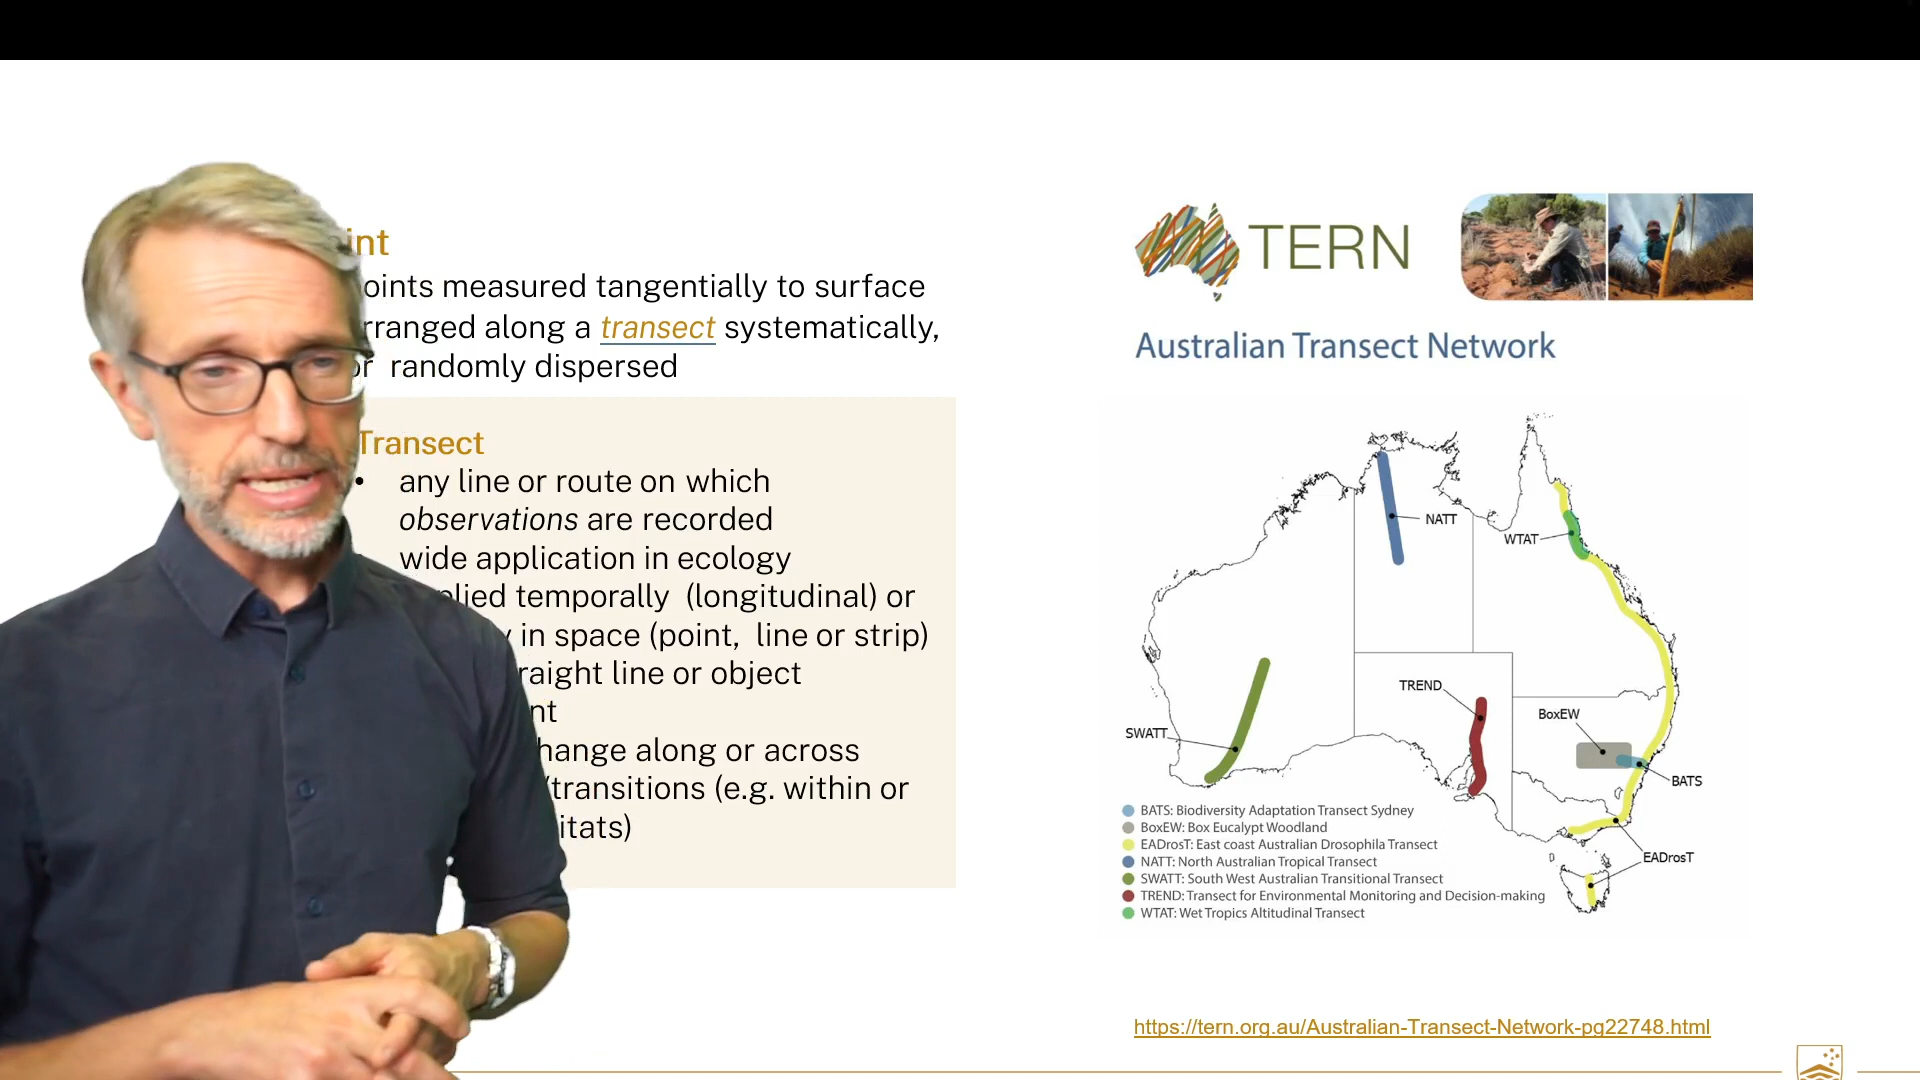 int
oints measured tangentially to surface
rranged along a transect systematically,
or randomly dispersed
Transect
• any line or route on which
observations are recorded
wide application in ecology
plied temporally (longitudinal) or
y in space (point, line or strip)
raight line or object
nt
hange along or across
/transitions (e.g. within or
itats)
TERN
Australian Transect Network
NATT
WTAT
TREND
BoxEW
SWATT
BATS
EADrosT
BATS: Biodiversity Adaptation Transect Sydney
BoxEW: Box Eucalypt Woodland
EADrosT: East coast Australian Drosophila Transect
NATT: North Australian Tropical Transect
SWATT: South West Australian Transitional Transect
TREND: Transect for Environmental Monitoring and Decision-making
WTAT: Wet Tropics Altitudinal Transect
https://tern.org.au/Australian-Transect-Network-pg22748.html